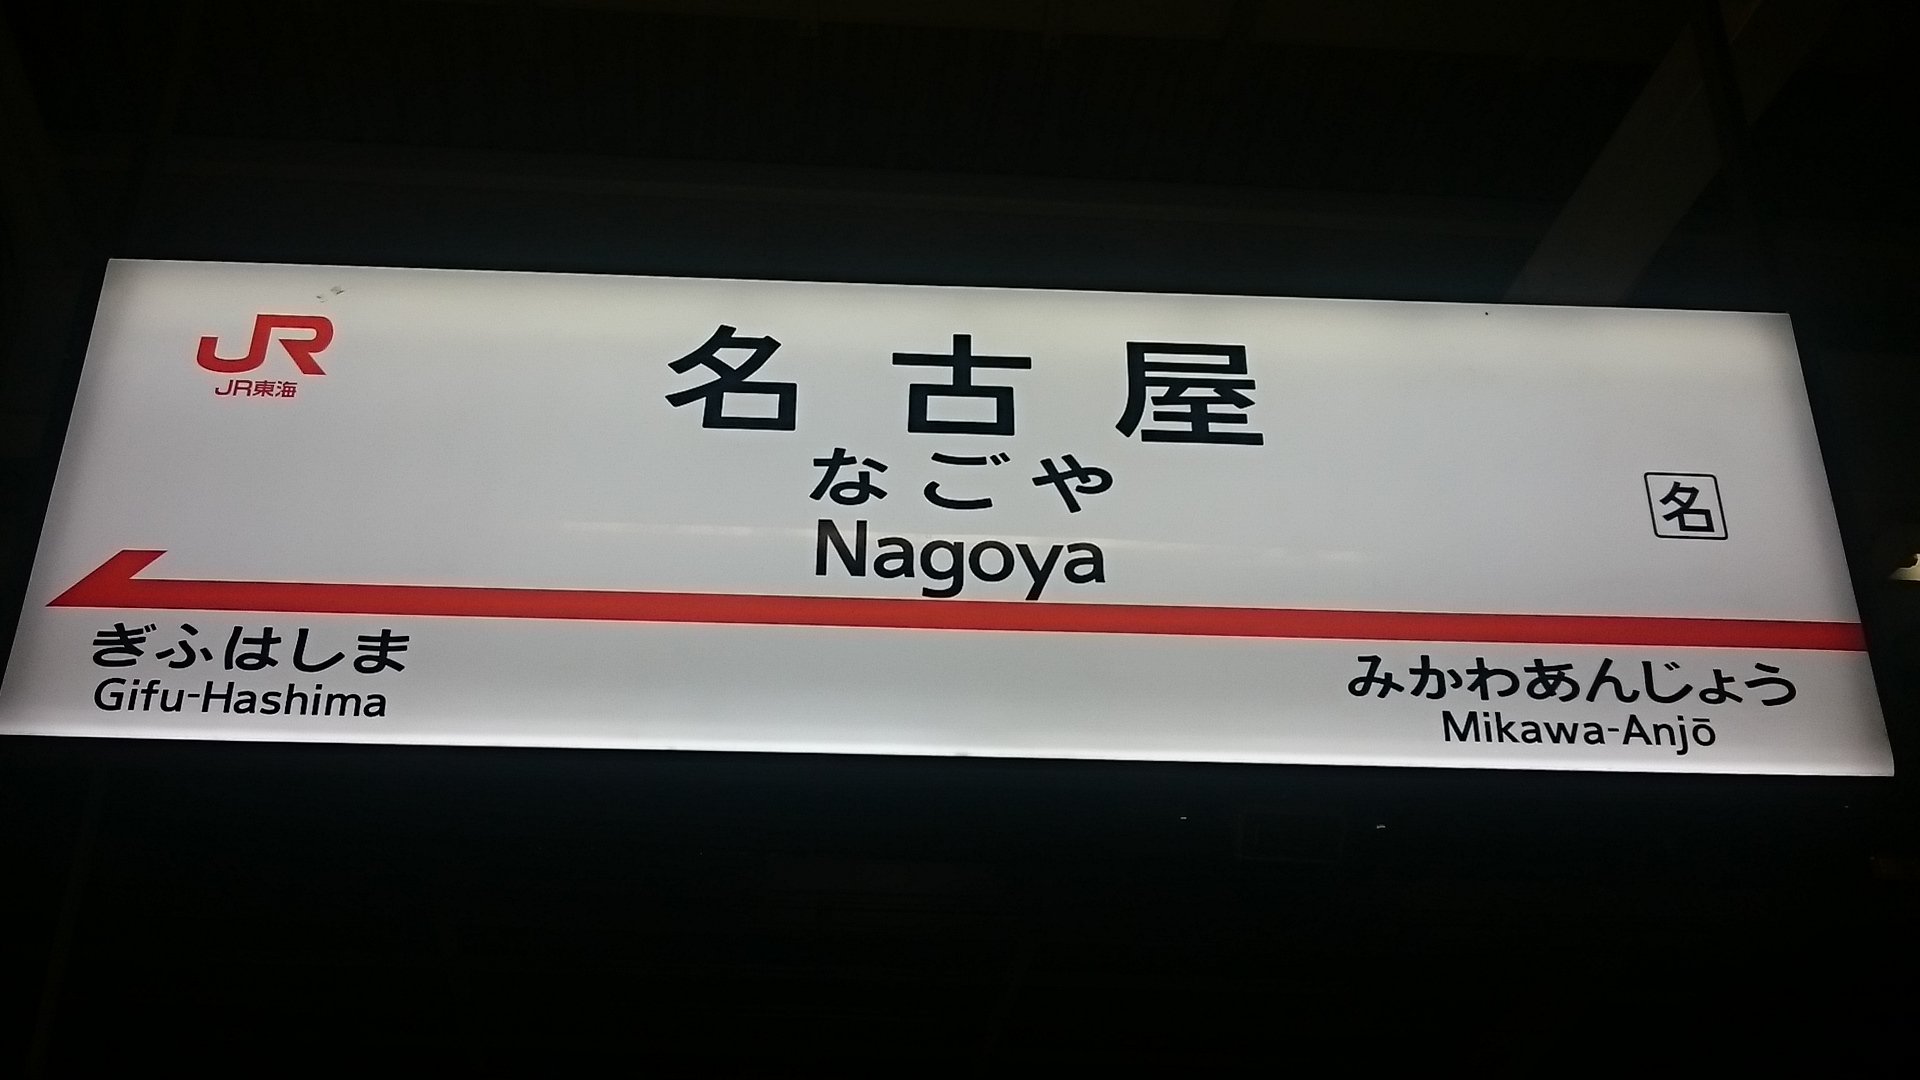 JR
JR東海
名古屋
なごや
Nagoya
名
ぎふはしま
Gifu-Hashima
みかわあんじょう
Mikawa-Anjō